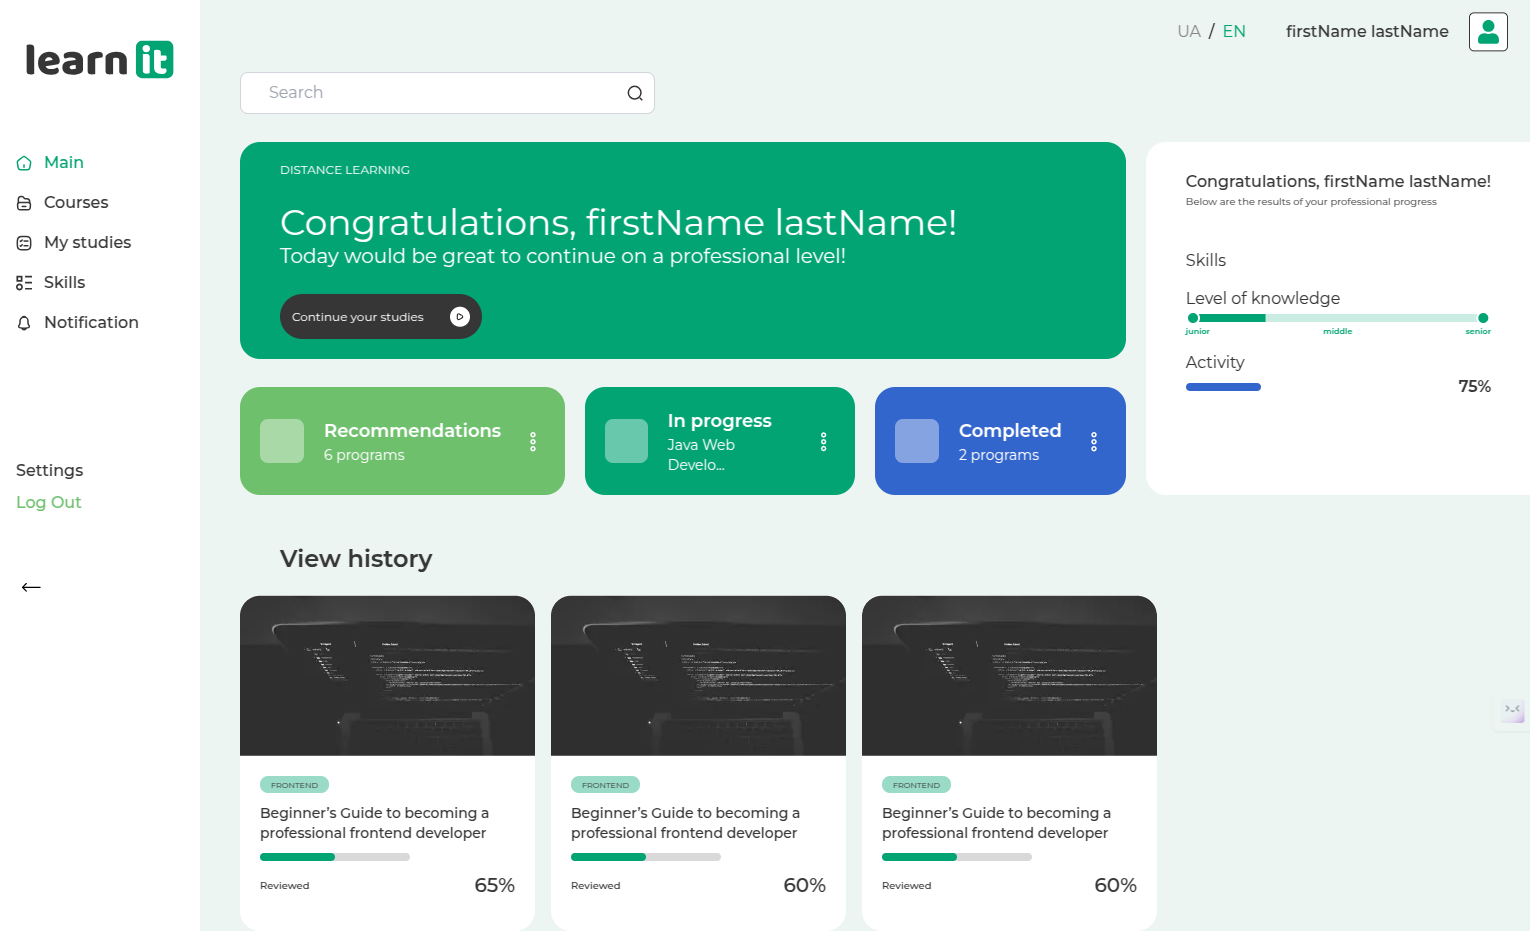 learn it
UA / EN
firstName lastName
Search
Main
Courses
My studies
Skills
Notification
Settings
Log Out
DISTANCE LEARNING
Congratulations, firstName lastName!
Today would be great to continue on a professional level!
Continue your studies
Recommendations
6 programs
In progress
Java Web
Develo...
Completed
2 programs
Congratulations, firstName lastName!
Below are the results of your professional progress
Skills
Level of knowledge
junior middle senior
Activity
75%
View history
FRONTEND
Beginner’s Guide to becoming a
professional frontend developer
Reviewed 65%
FRONTEND
Beginner’s Guide to becoming a
professional frontend developer
Reviewed 60%
FRONTEND
Beginner’s Guide to becoming a
professional frontend developer
Reviewed 60%